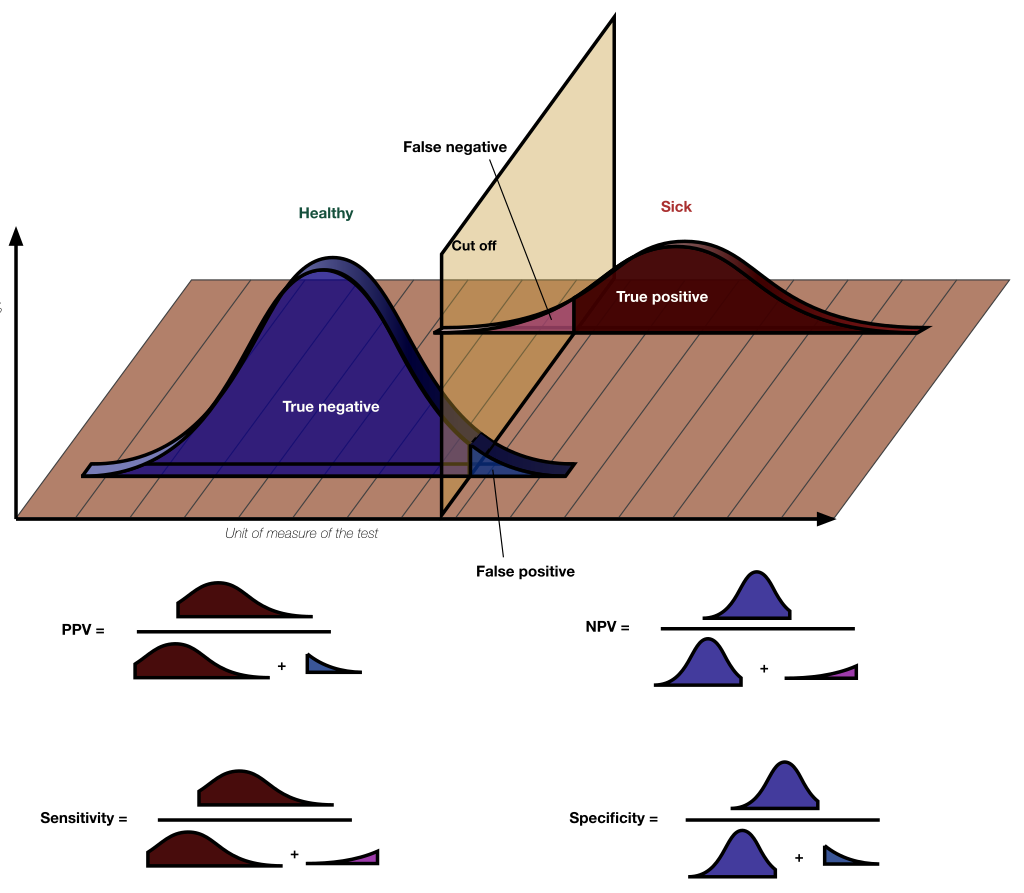 False negative
Healthy
Sick
Cut off
True positive
True negative
Unit of measure of the test
False positive
PPV =
+
NPV =
+
Sensitivity =
+
Specificity =
+